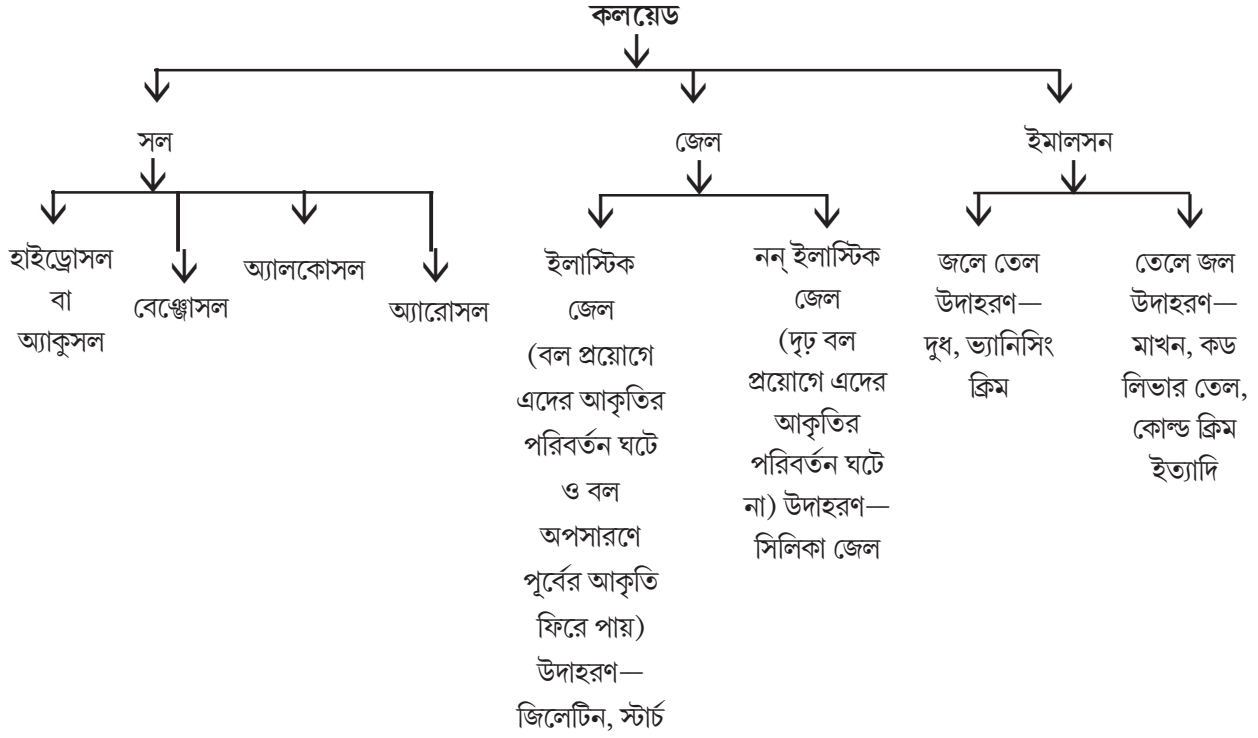 কলয়েড
সল
জেল
ইমালসন
হাইড্রোসল
বা
অ্যাকুসল
বেঞ্জোসল
অ্যালকোসল
অ্যারোসল
ইলাস্টিক
জেল
(বল প্রয়োগে
এদের আকৃতির
পরিবর্তন ঘটে
ও বল
অপসারণে
পূর্বের আকৃতি
ফিরে পায়)
উদাহরণ—
জিলেটিন, স্টার্চ
নন্ ইলাস্টিক
জেল
(দৃঢ় বল
প্রয়োগে এদের
আকৃতির
পরিবর্তন ঘটে
না) উদাহরণ—
সিলিকা জেল
জলে তেল
উদাহরণ—
দুধ, ভ্যানিসিং
ক্রিম
তেলে জল
উদাহরণ—
মাখন, কড
লিভার তেল,
কোল্ড ক্রিম
ইত্যাদি